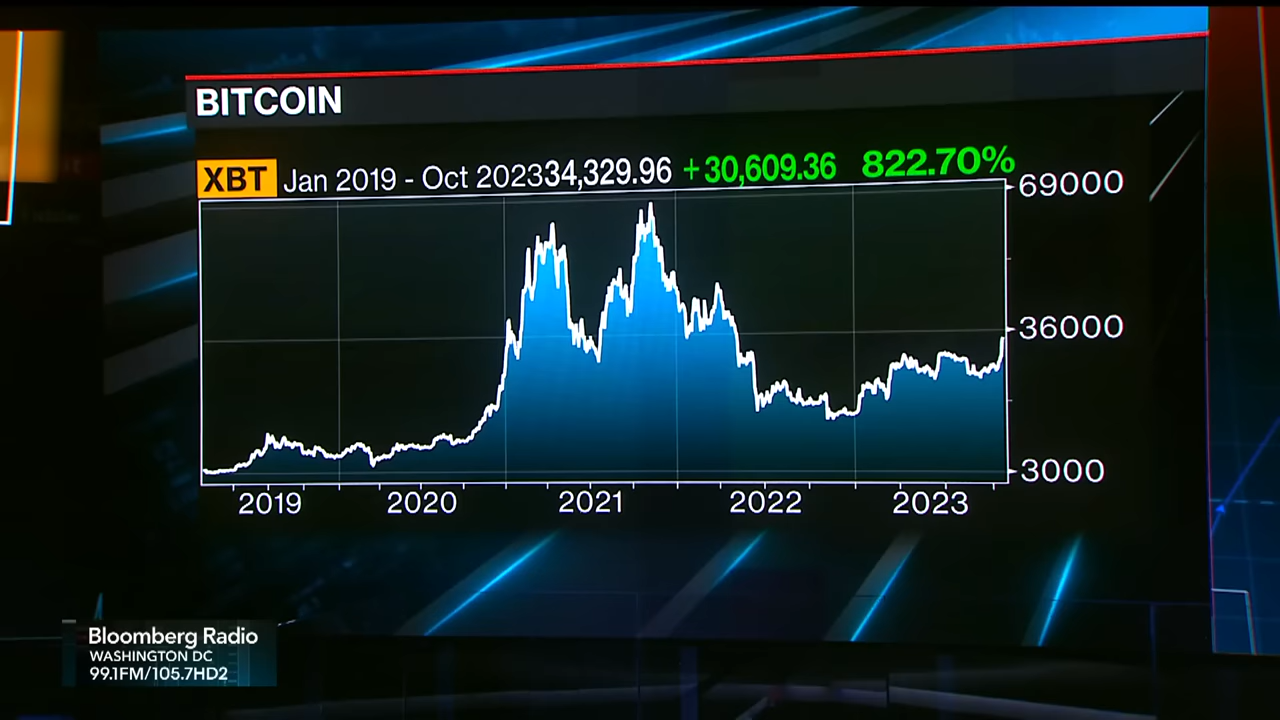 BITCOIN
XBT Jan 2019 - Oct 2023 34,329.96 +30,609.36 822.70%
69000
36000
3000
2019 2020 2021 2022 2023
Bloomberg Radio
WASHINGTON DC
99.1FM/105.7HD2